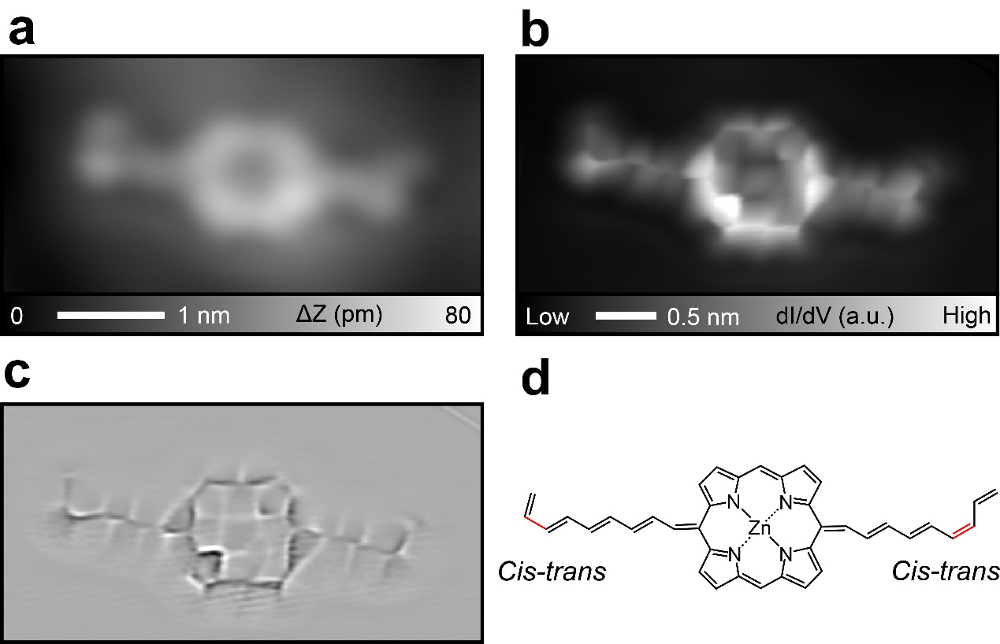 a
b
0 1 nm ΔZ (pm) 80
Low 0.5 nm dI/dV (a.u.) High
c
d
N N
Zn
N N
Cis-trans Cis-trans